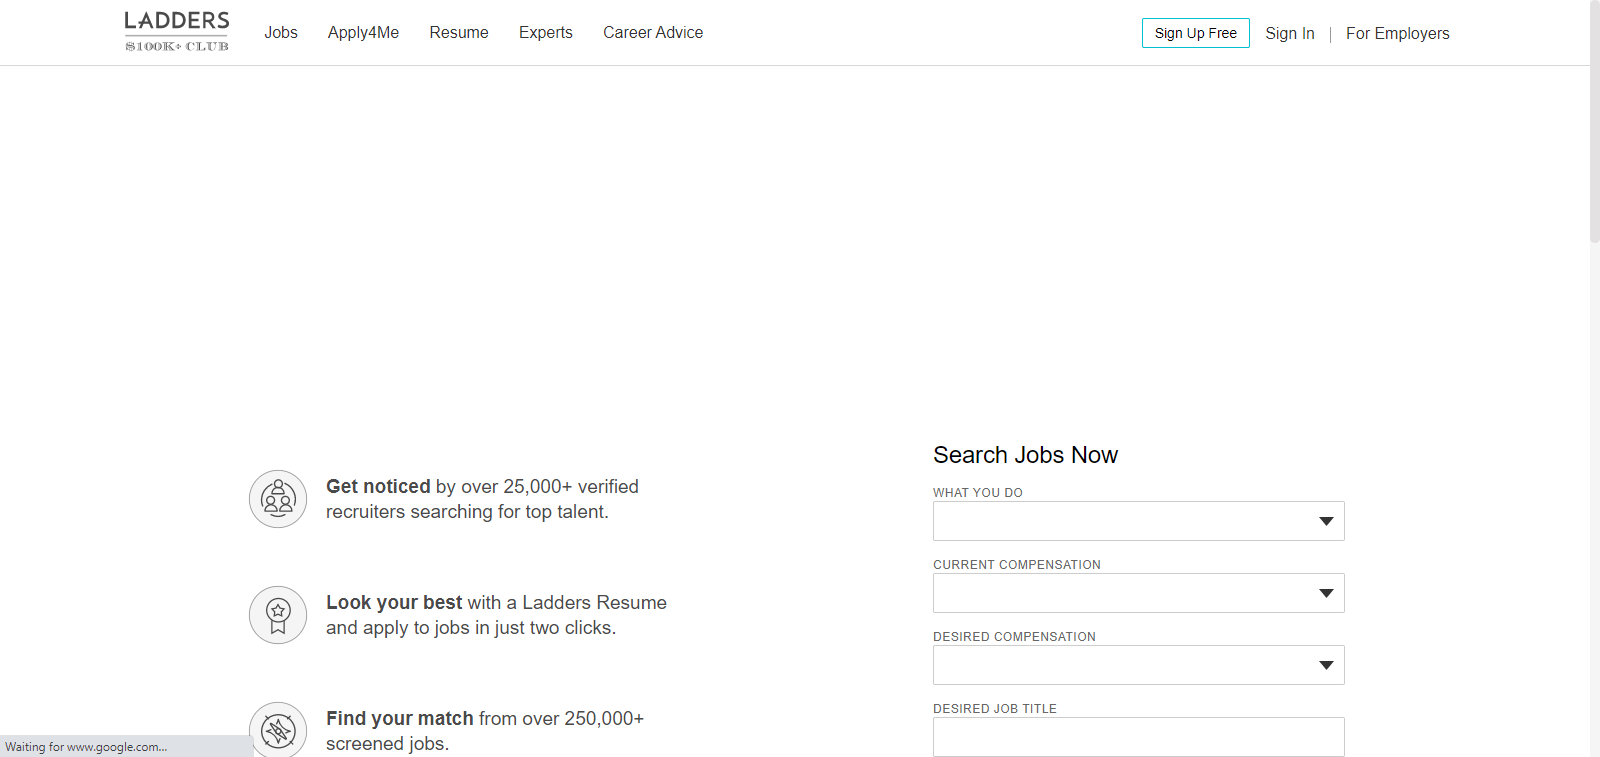 LADDERS
$100K+ CLUB
Jobs Apply4Me Resume Experts Career Advice
Sign Up Free Sign In | For Employers
Get noticed by over 25,000+ verified
recruiters searching for top talent.
Look your best with a Ladders Resume
and apply to jobs in just two clicks.
Find your match from over 250,000+
screened jobs.
Search Jobs Now
WHAT YOU DO
CURRENT COMPENSATION
DESIRED COMPENSATION
DESIRED JOB TITLE
Waiting for www.google.com...